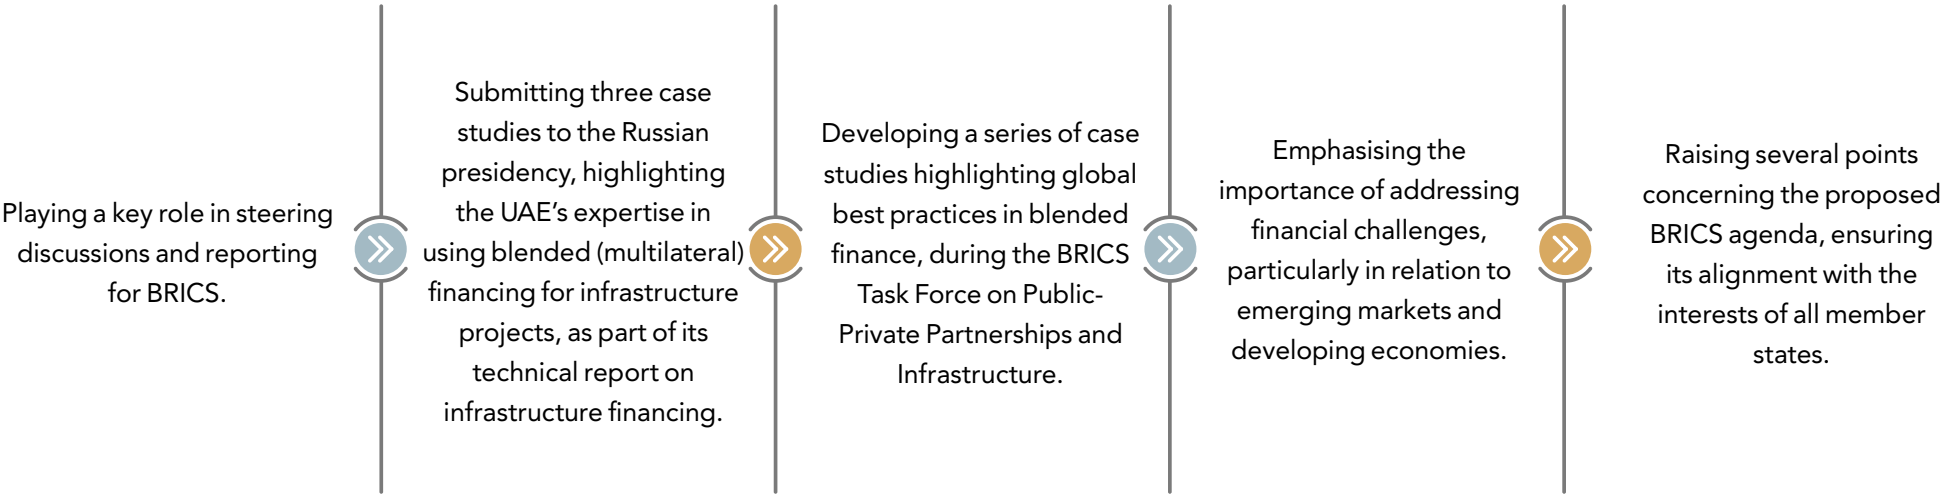 Playing a key role in steering
discussions and reporting
for BRICS.
Submitting three case
studies to the Russian
presidency, highlighting
the UAE’s expertise in
using blended (multilateral)
financing for infrastructure
projects, as part of its
technical report on
infrastructure financing.
Developing a series of case
studies highlighting global
best practices in blended
finance, during the BRICS
Task Force on Public-
Private Partnerships and
Infrastructure.
Emphasising the
importance of addressing
financial challenges,
particularly in relation to
emerging markets and
developing economies.
Raising several points
concerning the proposed
BRICS agenda, ensuring
its alignment with the
interests of all member
states.